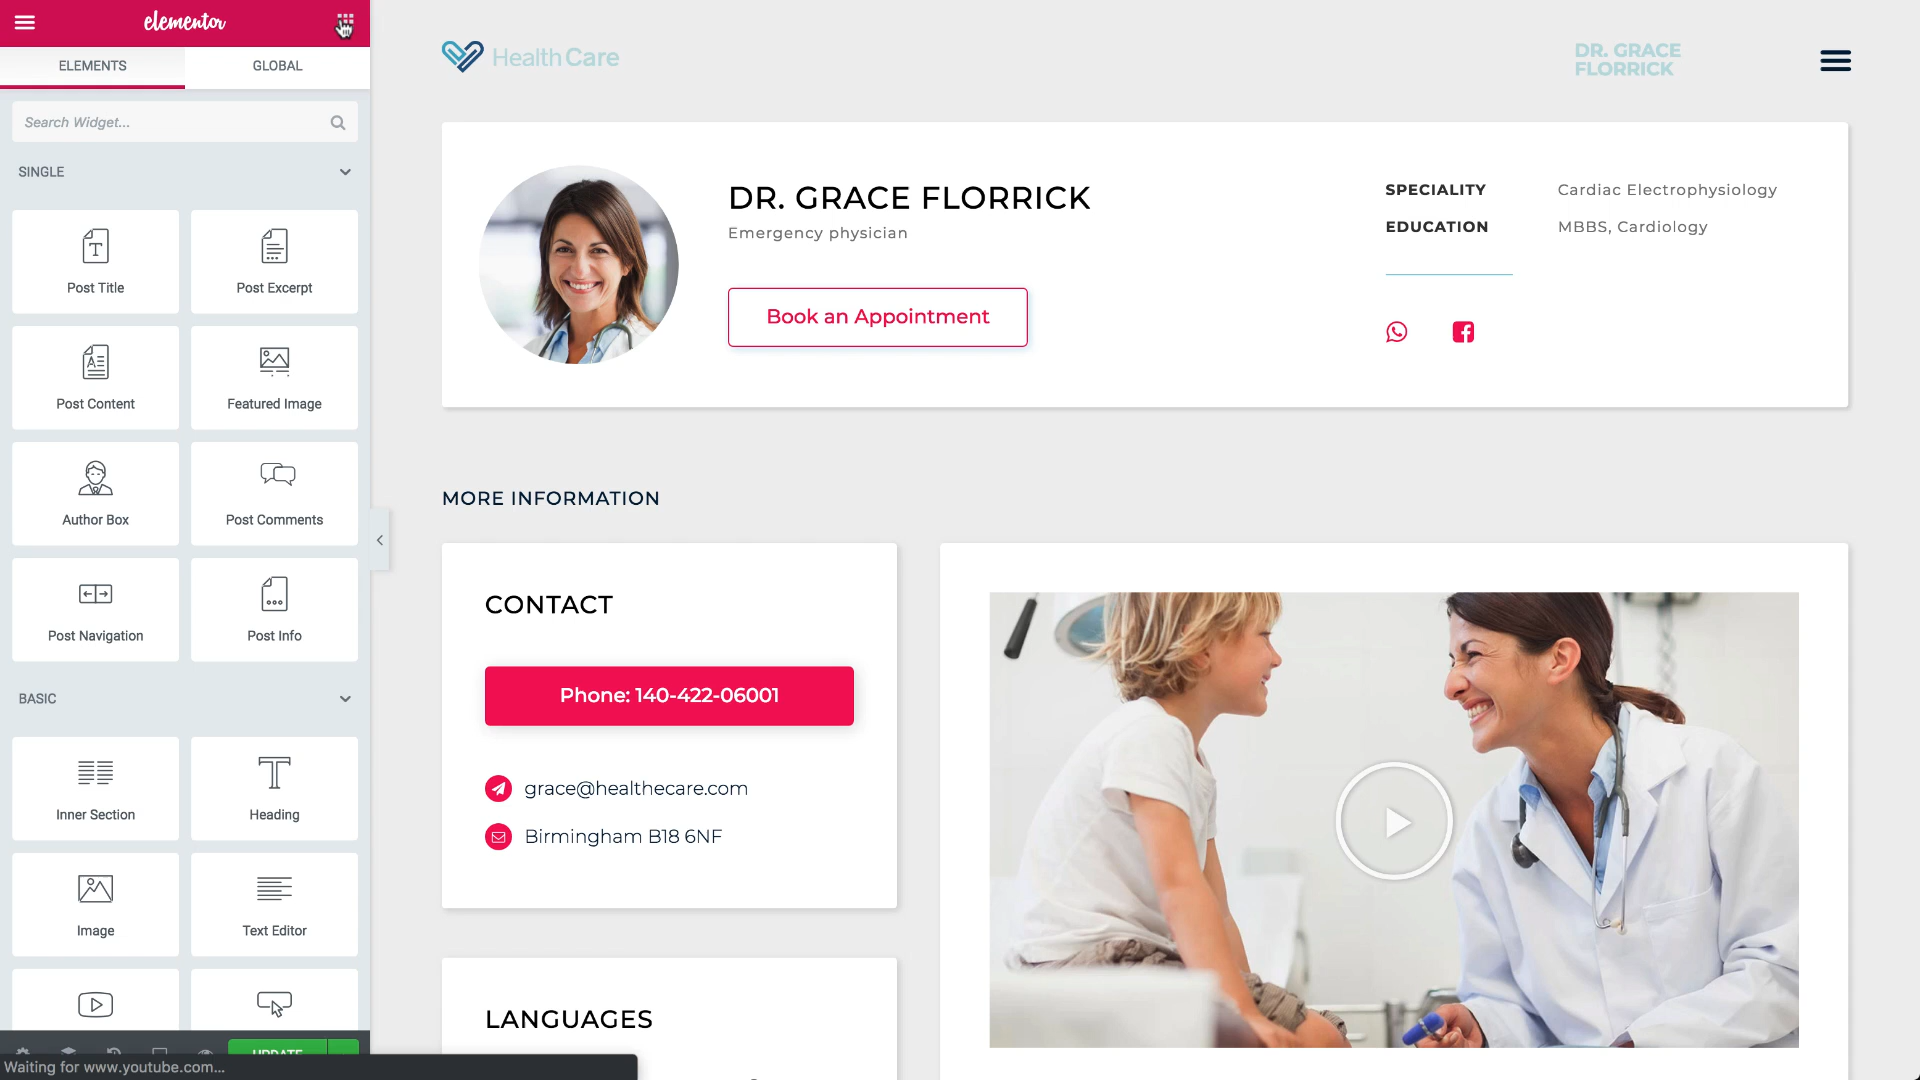 elementor
ELEMENTS
GLOBAL
Search Widget...
SINGLE
Post Title
Post Excerpt
Post Content
Featured Image
Author Box
Post Comments
Post Navigation
Post Info
BASIC
Inner Section
Heading
Image
Text Editor
UPDATE
Waiting for www.youtube.com...
Health Care
DR. GRACE
FLORRICK
DR. GRACE FLORRICK
Emergency physician
Book an Appointment
SPECIALITY Cardiac Electrophysiology
EDUCATION MBBS, Cardiology
MORE INFORMATION
CONTACT
Phone: 140-422-06001
grace@healthecare.com
Birmingham B18 6NF
LANGUAGES